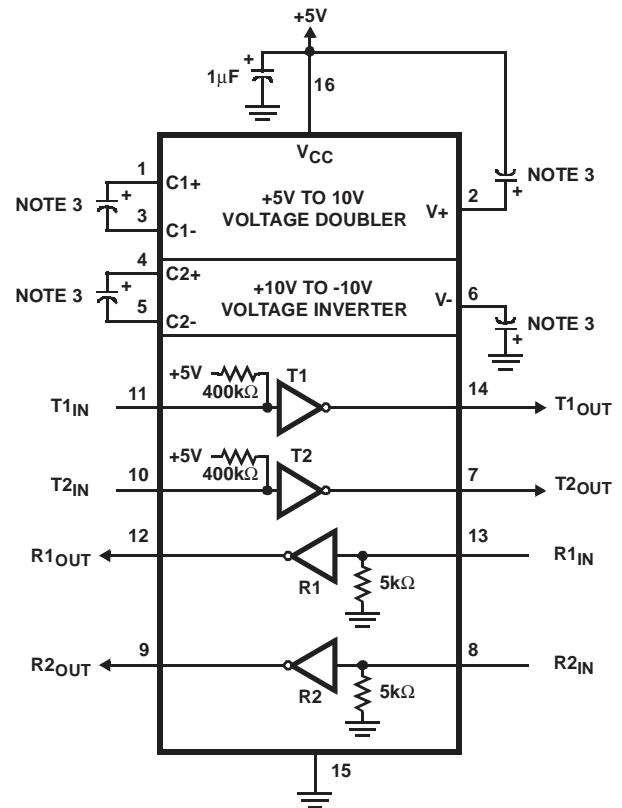 +5V
+
1μF
16
VCC
1
C1+
NOTE 3
+
3
C1-
+5V TO 10V
VOLTAGE DOUBLER
V+
2
+
NOTE 3
4
C2+
NOTE 3
+
5
C2-
+10V TO -10V
VOLTAGE INVERTER
V-
6
+
NOTE 3
T1IN
11
+5V
400kΩ
T1
14
T1OUT
T2IN
10
+5V
400kΩ
T2
7
T2OUT
R1OUT
12
R1
5kΩ
13
R1IN
R2OUT
9
R2
5kΩ
8
R2IN
15